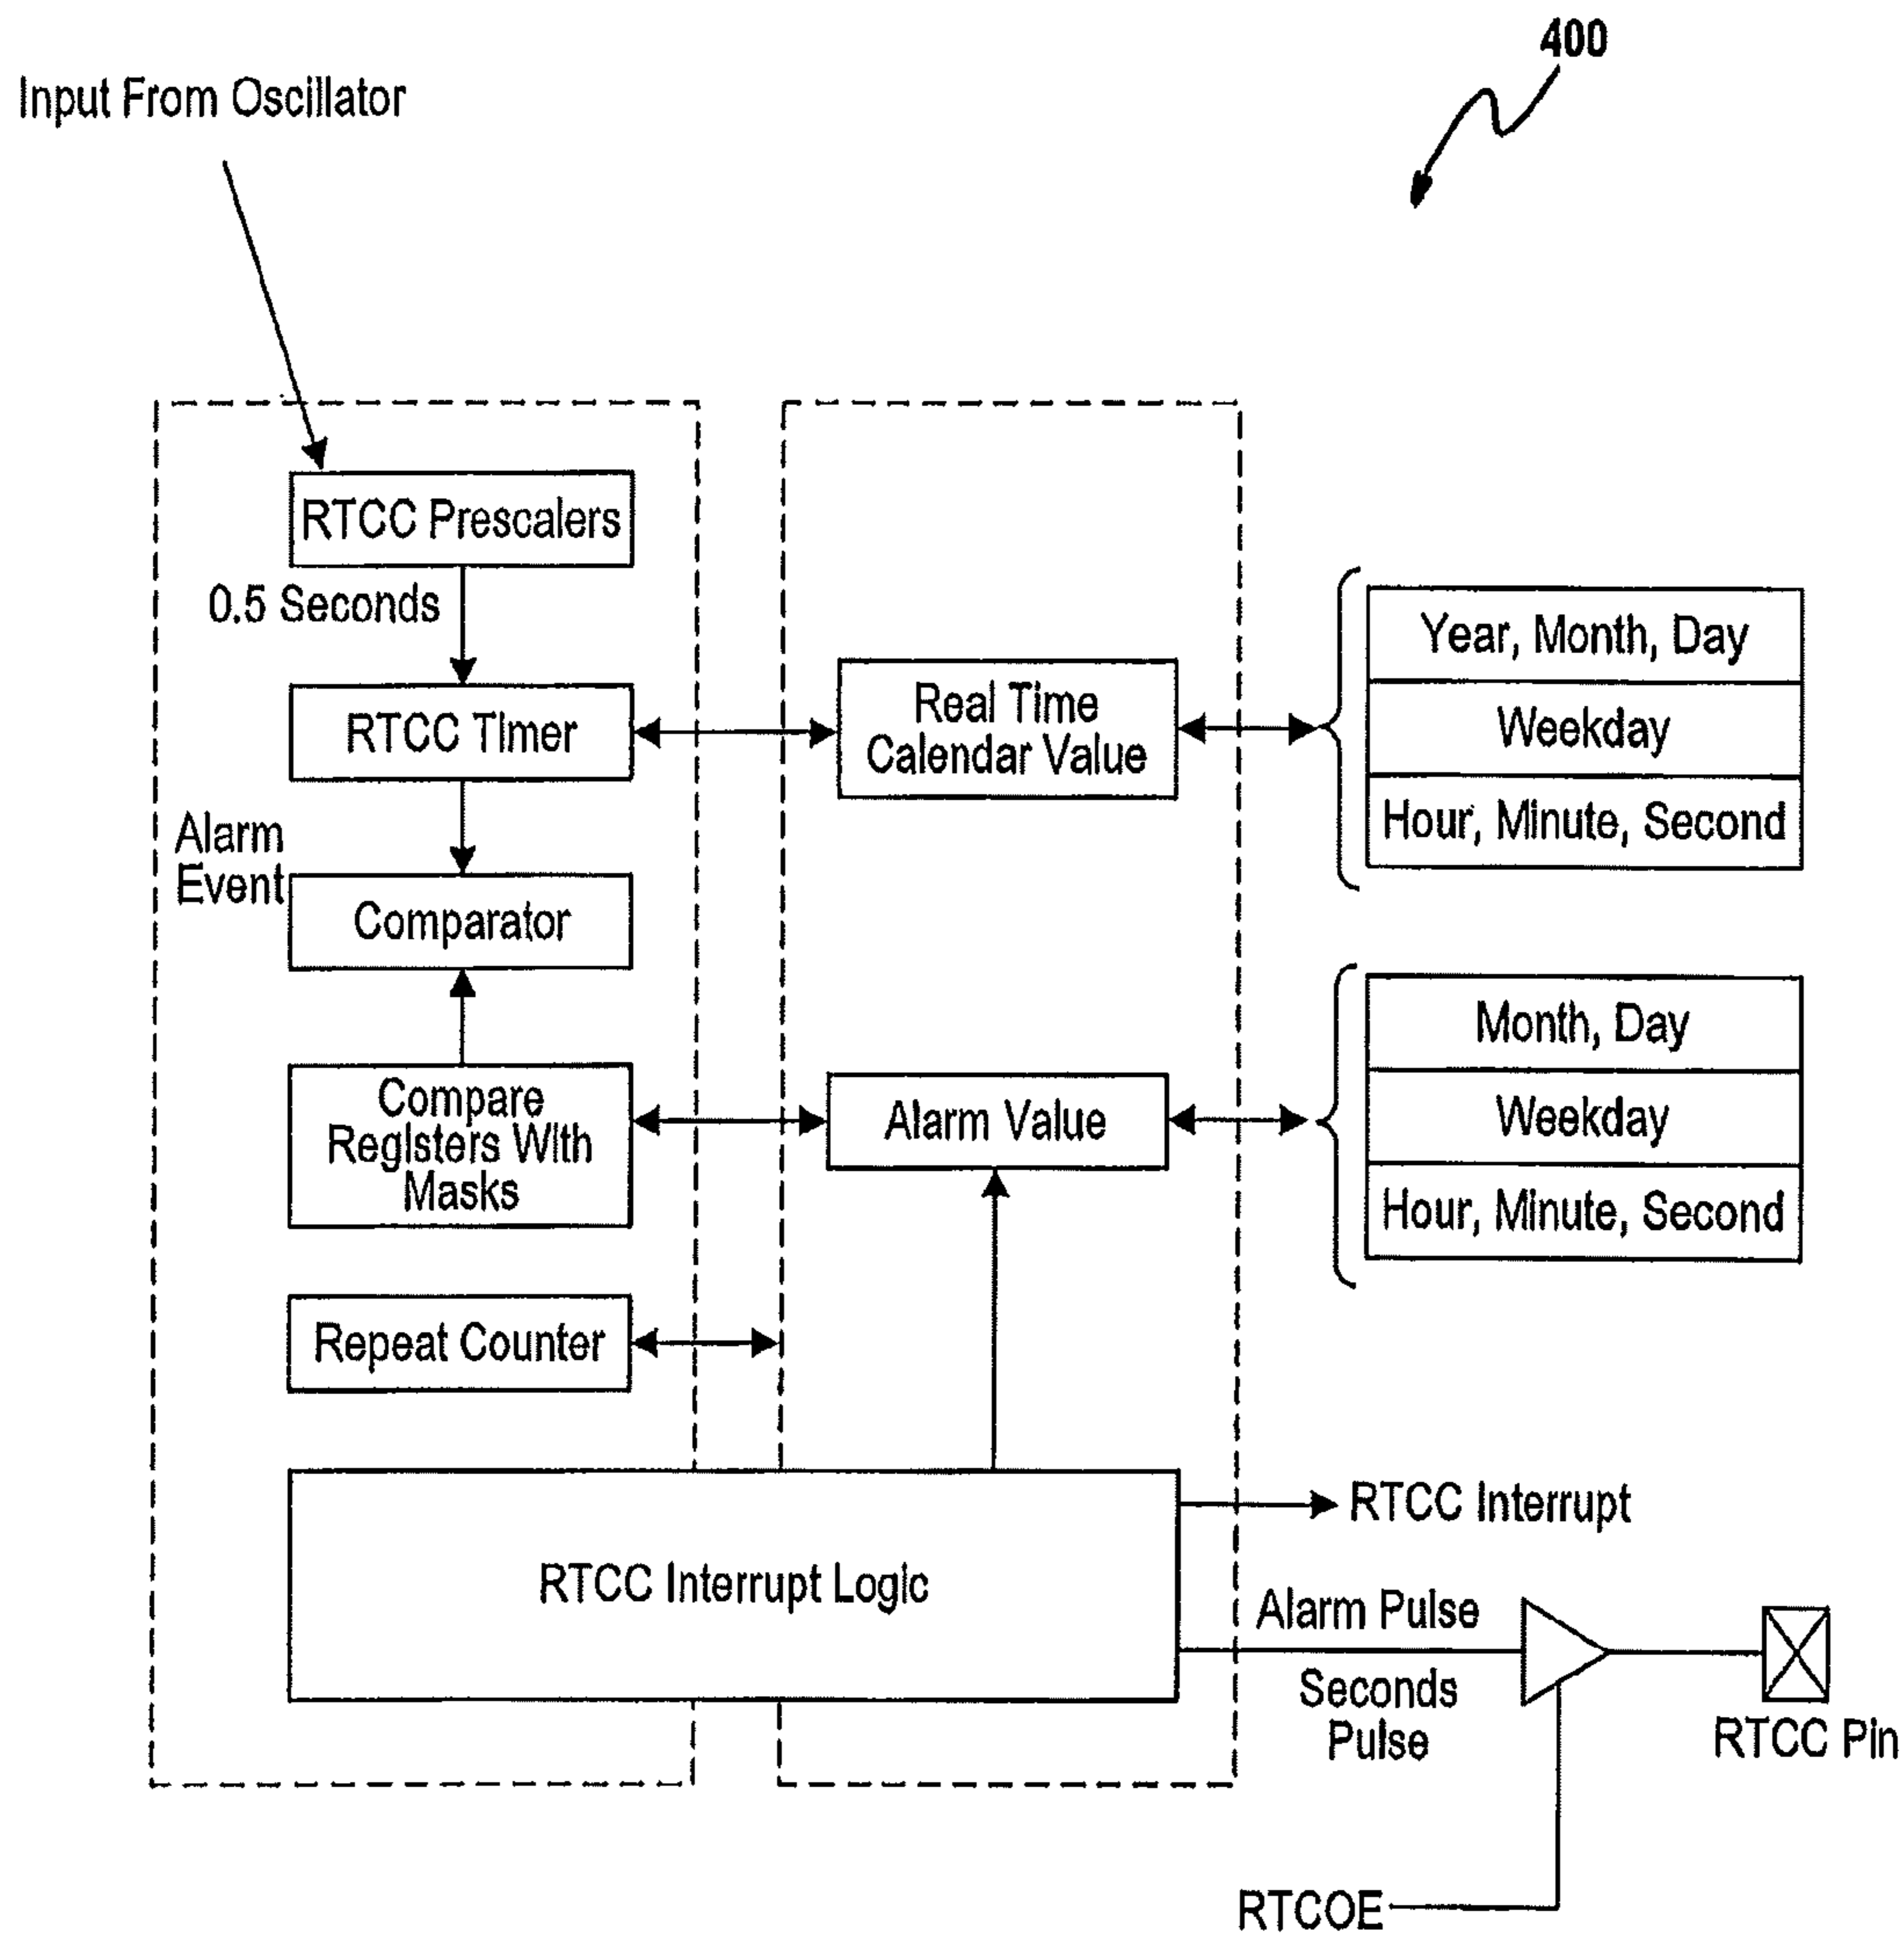 400
Input From Oscillator
RTCC Prescalers
0.5 Seconds
RTCC Timer
Real Time
Calendar Value
Year, Month, Day
Weekday
Hour, Minute, Second
Alarm
Event
Comparator
Compare
Registers With
Masks
Alarm Value
Month, Day
Weekday
Hour, Minute, Second
Repeat Counter
RTCC Interrupt Logic
RTCC Interrupt
Alarm Pulse
Seconds
Pulse
RTCC Pin
RTCOE